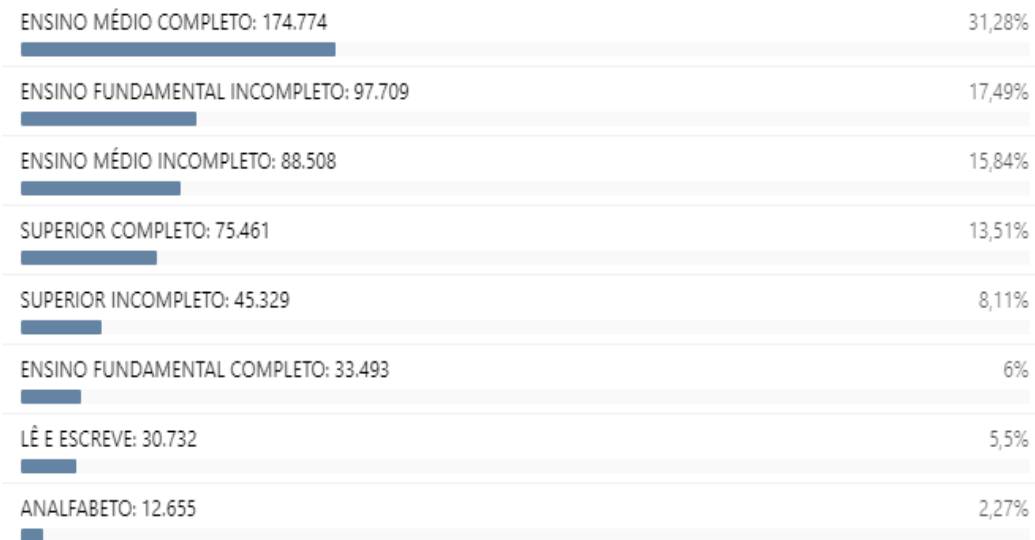 ENSINO MÉDIO COMPLETO: 174.774 31,28%
ENSINO FUNDAMENTAL INCOMPLETO: 97.709 17,49%
ENSINO MÉDIO INCOMPLETO: 88.508 15,84%
SUPERIOR COMPLETO: 75.461 13,51%
SUPERIOR INCOMPLETO: 45.329 8,11%
ENSINO FUNDAMENTAL COMPLETO: 33.493 6%
LÊ E ESCREVE: 30.732 5,5%
ANALFABETO: 12.655 2,27%